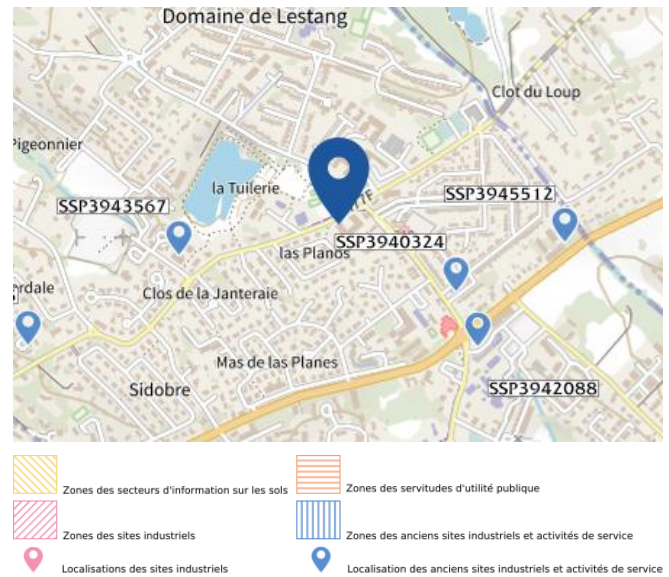 Domaine de Lestang
Clot du Loup
Pigeonnier
la Tuilerie
SSP3945512
SSP3943567
SSP3940324
las Planos
erdale
Clos de la Janteraie
Mas de las Planes
Sidobre
SSP3942088
Zones des secteurs d'information sur les sols
Zones des servitudes d'utilité publique
Zones des sites industriels
Zones des anciens sites industriels et activités de service
Localisations des sites industriels
Localisation des anciens sites industriels et activités de service